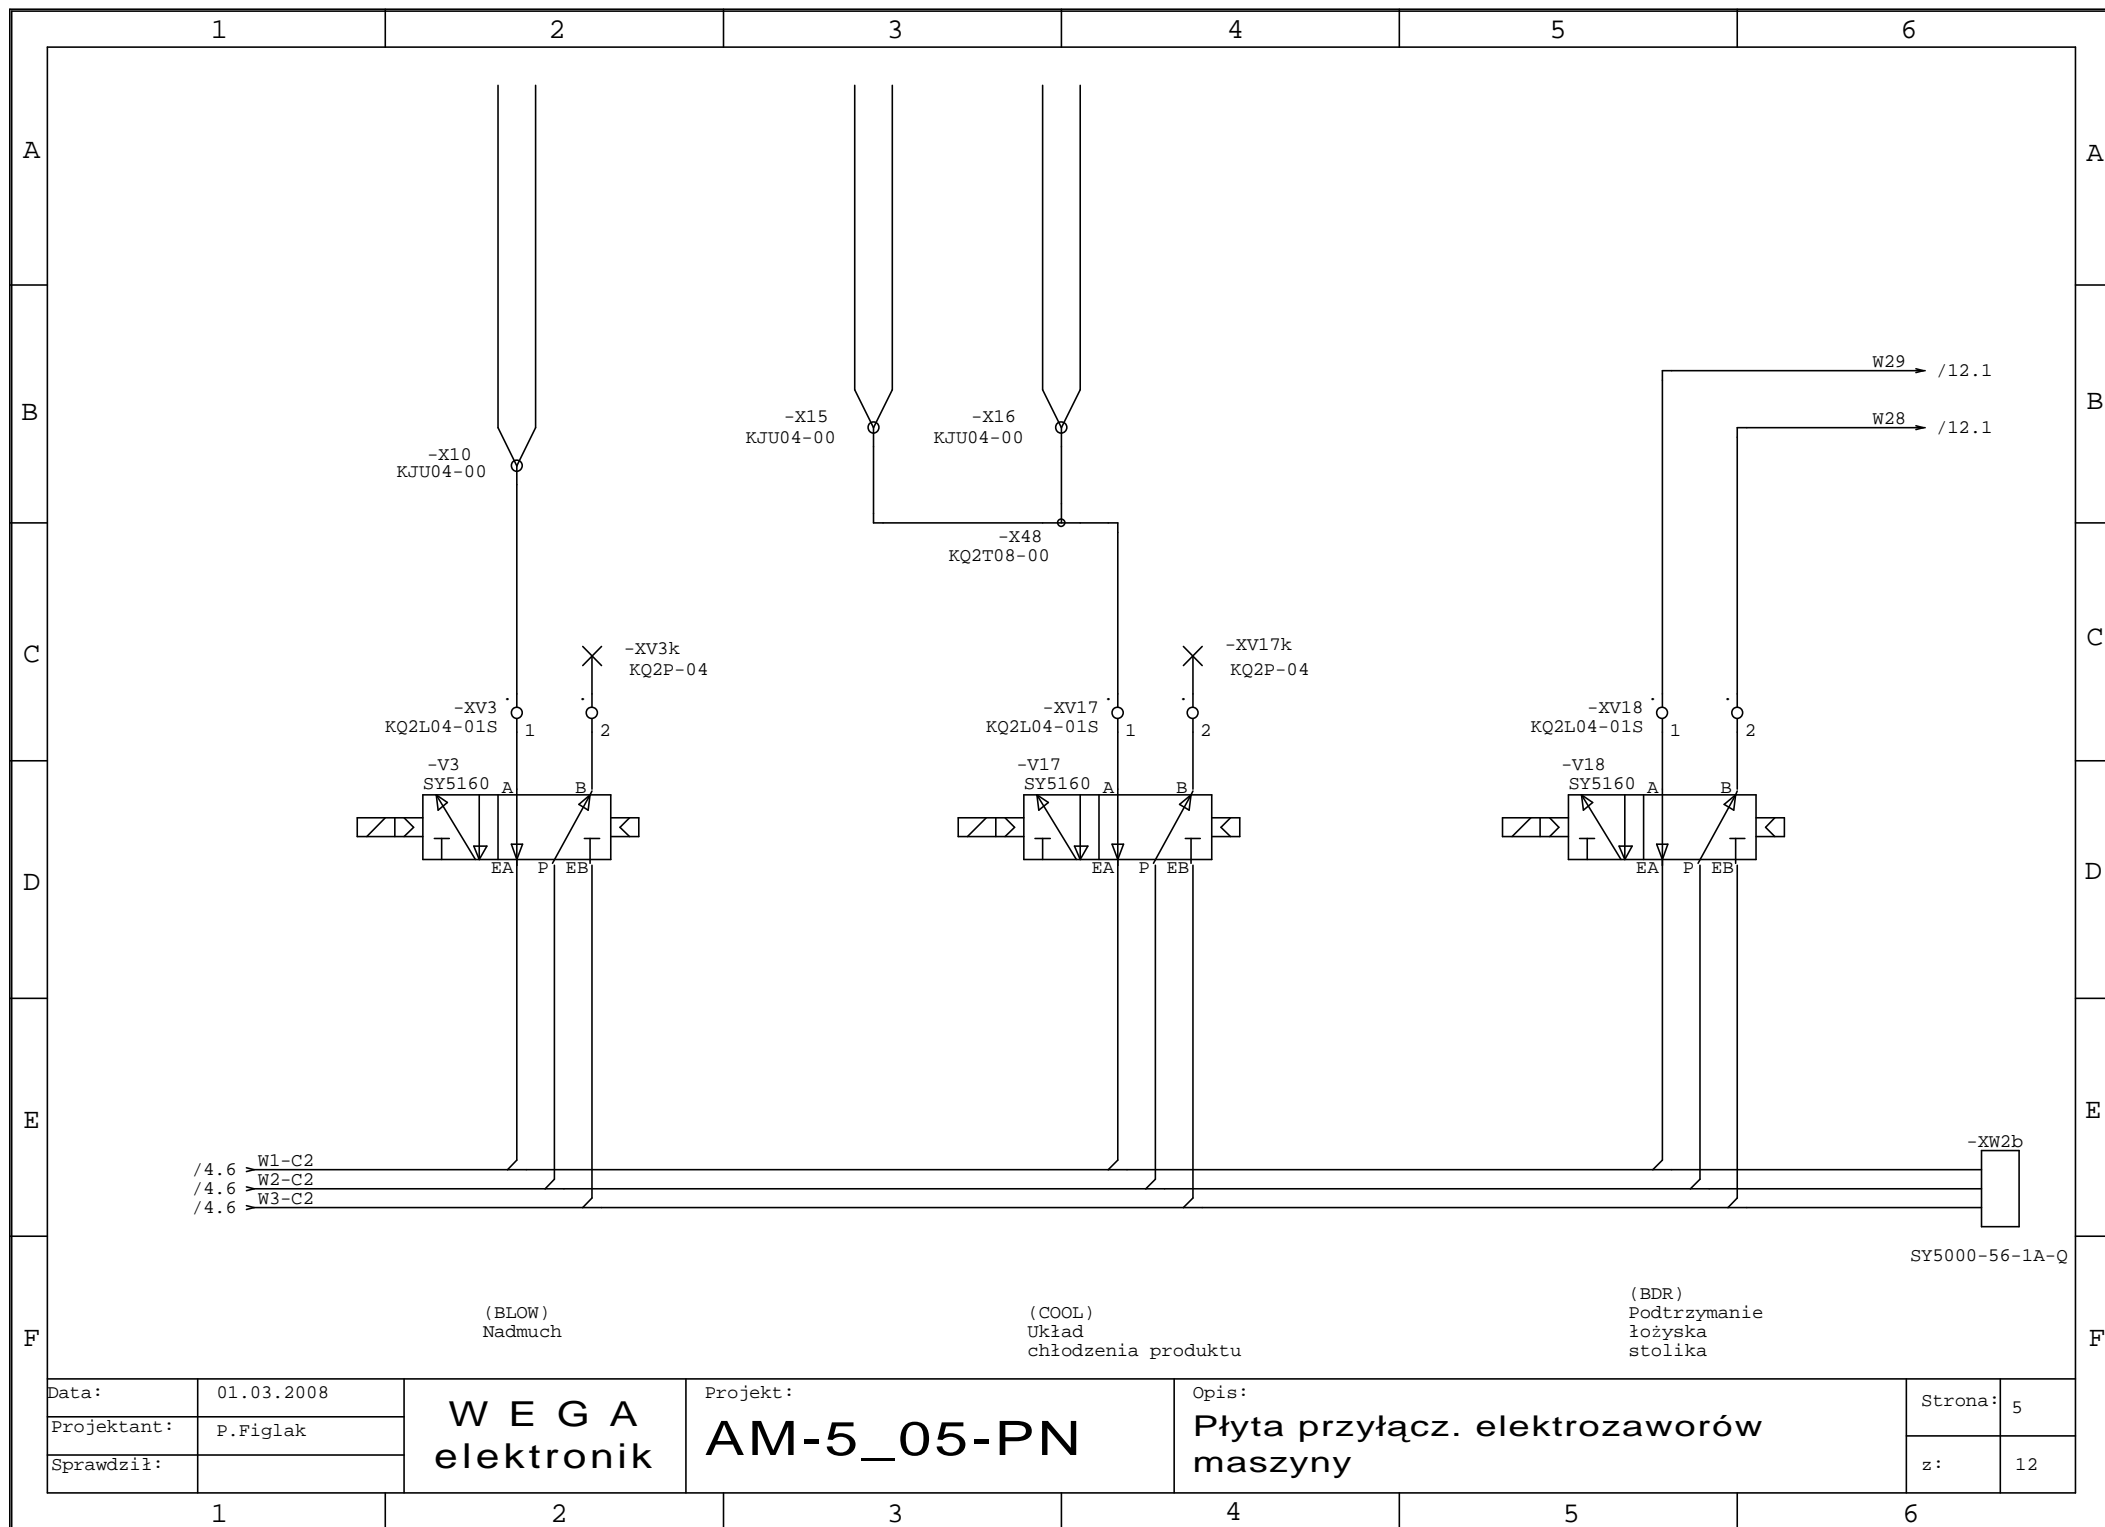 1 2 3 4 5 6
A A
W29 /12.1
B B
-X15 -X16
KJU04-00 KJU04-00
W28 /12.1
-X10
KJU04-00
-X48
KQ2T08-00
C C
-XV3k -XV17k
KQ2P-04 KQ2P-04
-XV3 -XV17 -XV18
KQ2L04-01S 1 2 KQ2L04-01S 1 2 KQ2L04-01S 1 2
-V3 -V17 -V18
SY5160 A B SY5160 A B SY5160 A B
EA P EB EA P EB EA P EB
D D
E E
-XW2b
/4.6 W1-C2
/4.6 W2-C2
/4.6 W3-C2
SY5000-56-1A-Q
(BLOW)
Nadmuch
(COOL)
Układ
chłodzenia produktu
(BDR)
Podtrzymanie
łożyska
stolika
F F
Data: 01.03.2008
Projektant: P.Figlak
Sprawdził:
W E G A
elektronik
Projekt:
AM-5_05-PN
Opis:
Płyta przyłącz. elektrozaworów
maszyny
Strona: 5
z: 12
1 2 3 4 5 6